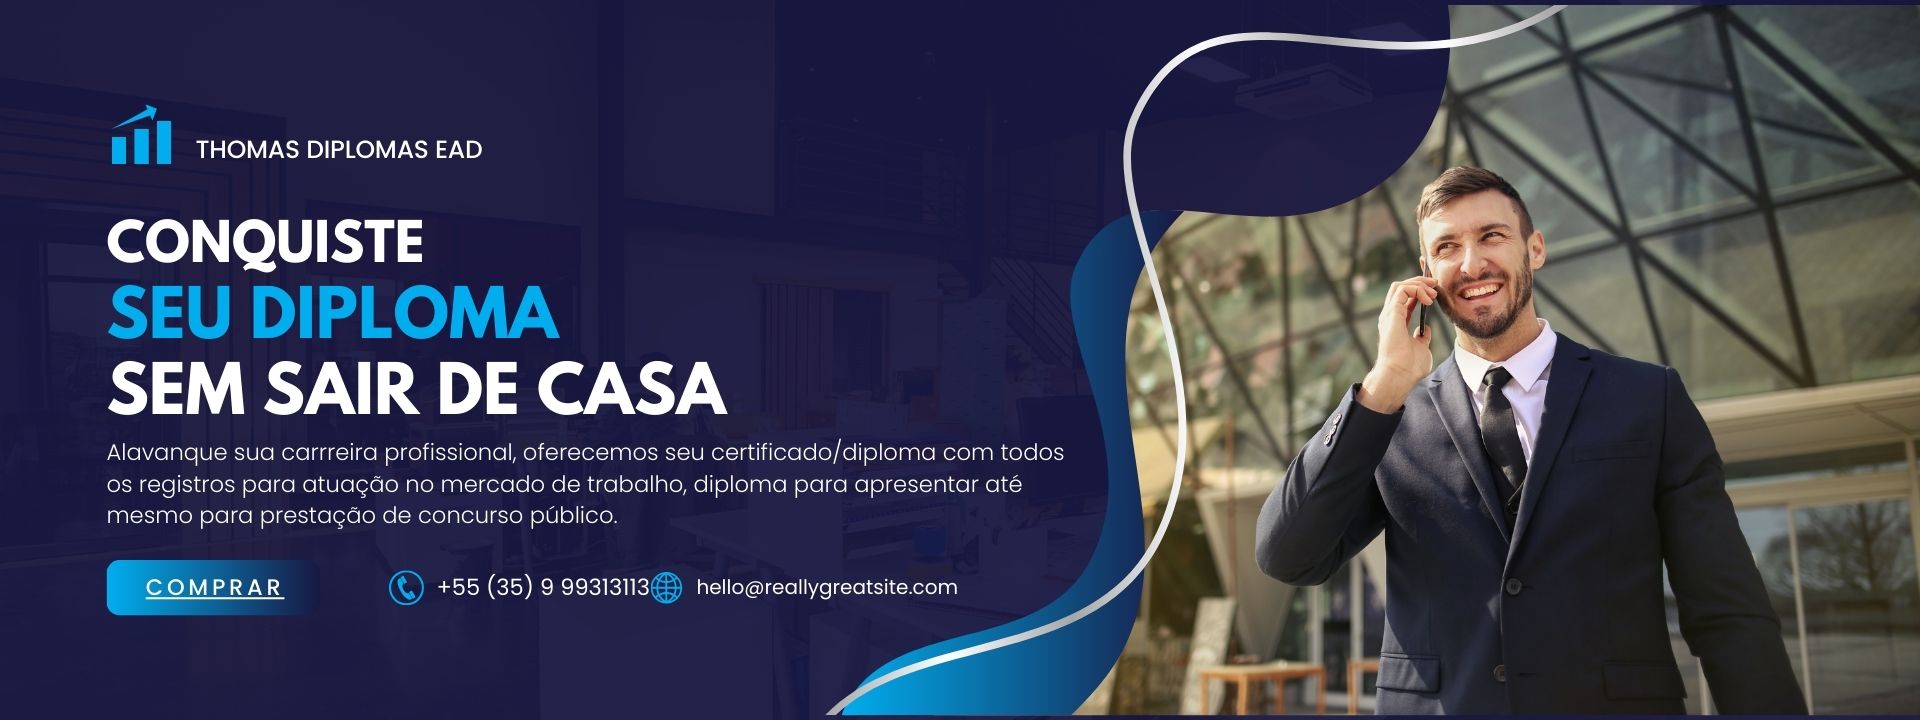 THOMAS DIPLOMAS EAD
CONQUISTE
SEU DIPLOMA
SEM SAIR DE CASA
Alavanque sua carrreira profissional, oferecemos seu certificado/diploma com todos
os registros para atuação no mercado de trabalho, diploma para apresentar até
mesmo para prestação de concurso público.
COMPRAR
+55 (35) 9 99313113
hello@reallygreatsite.com